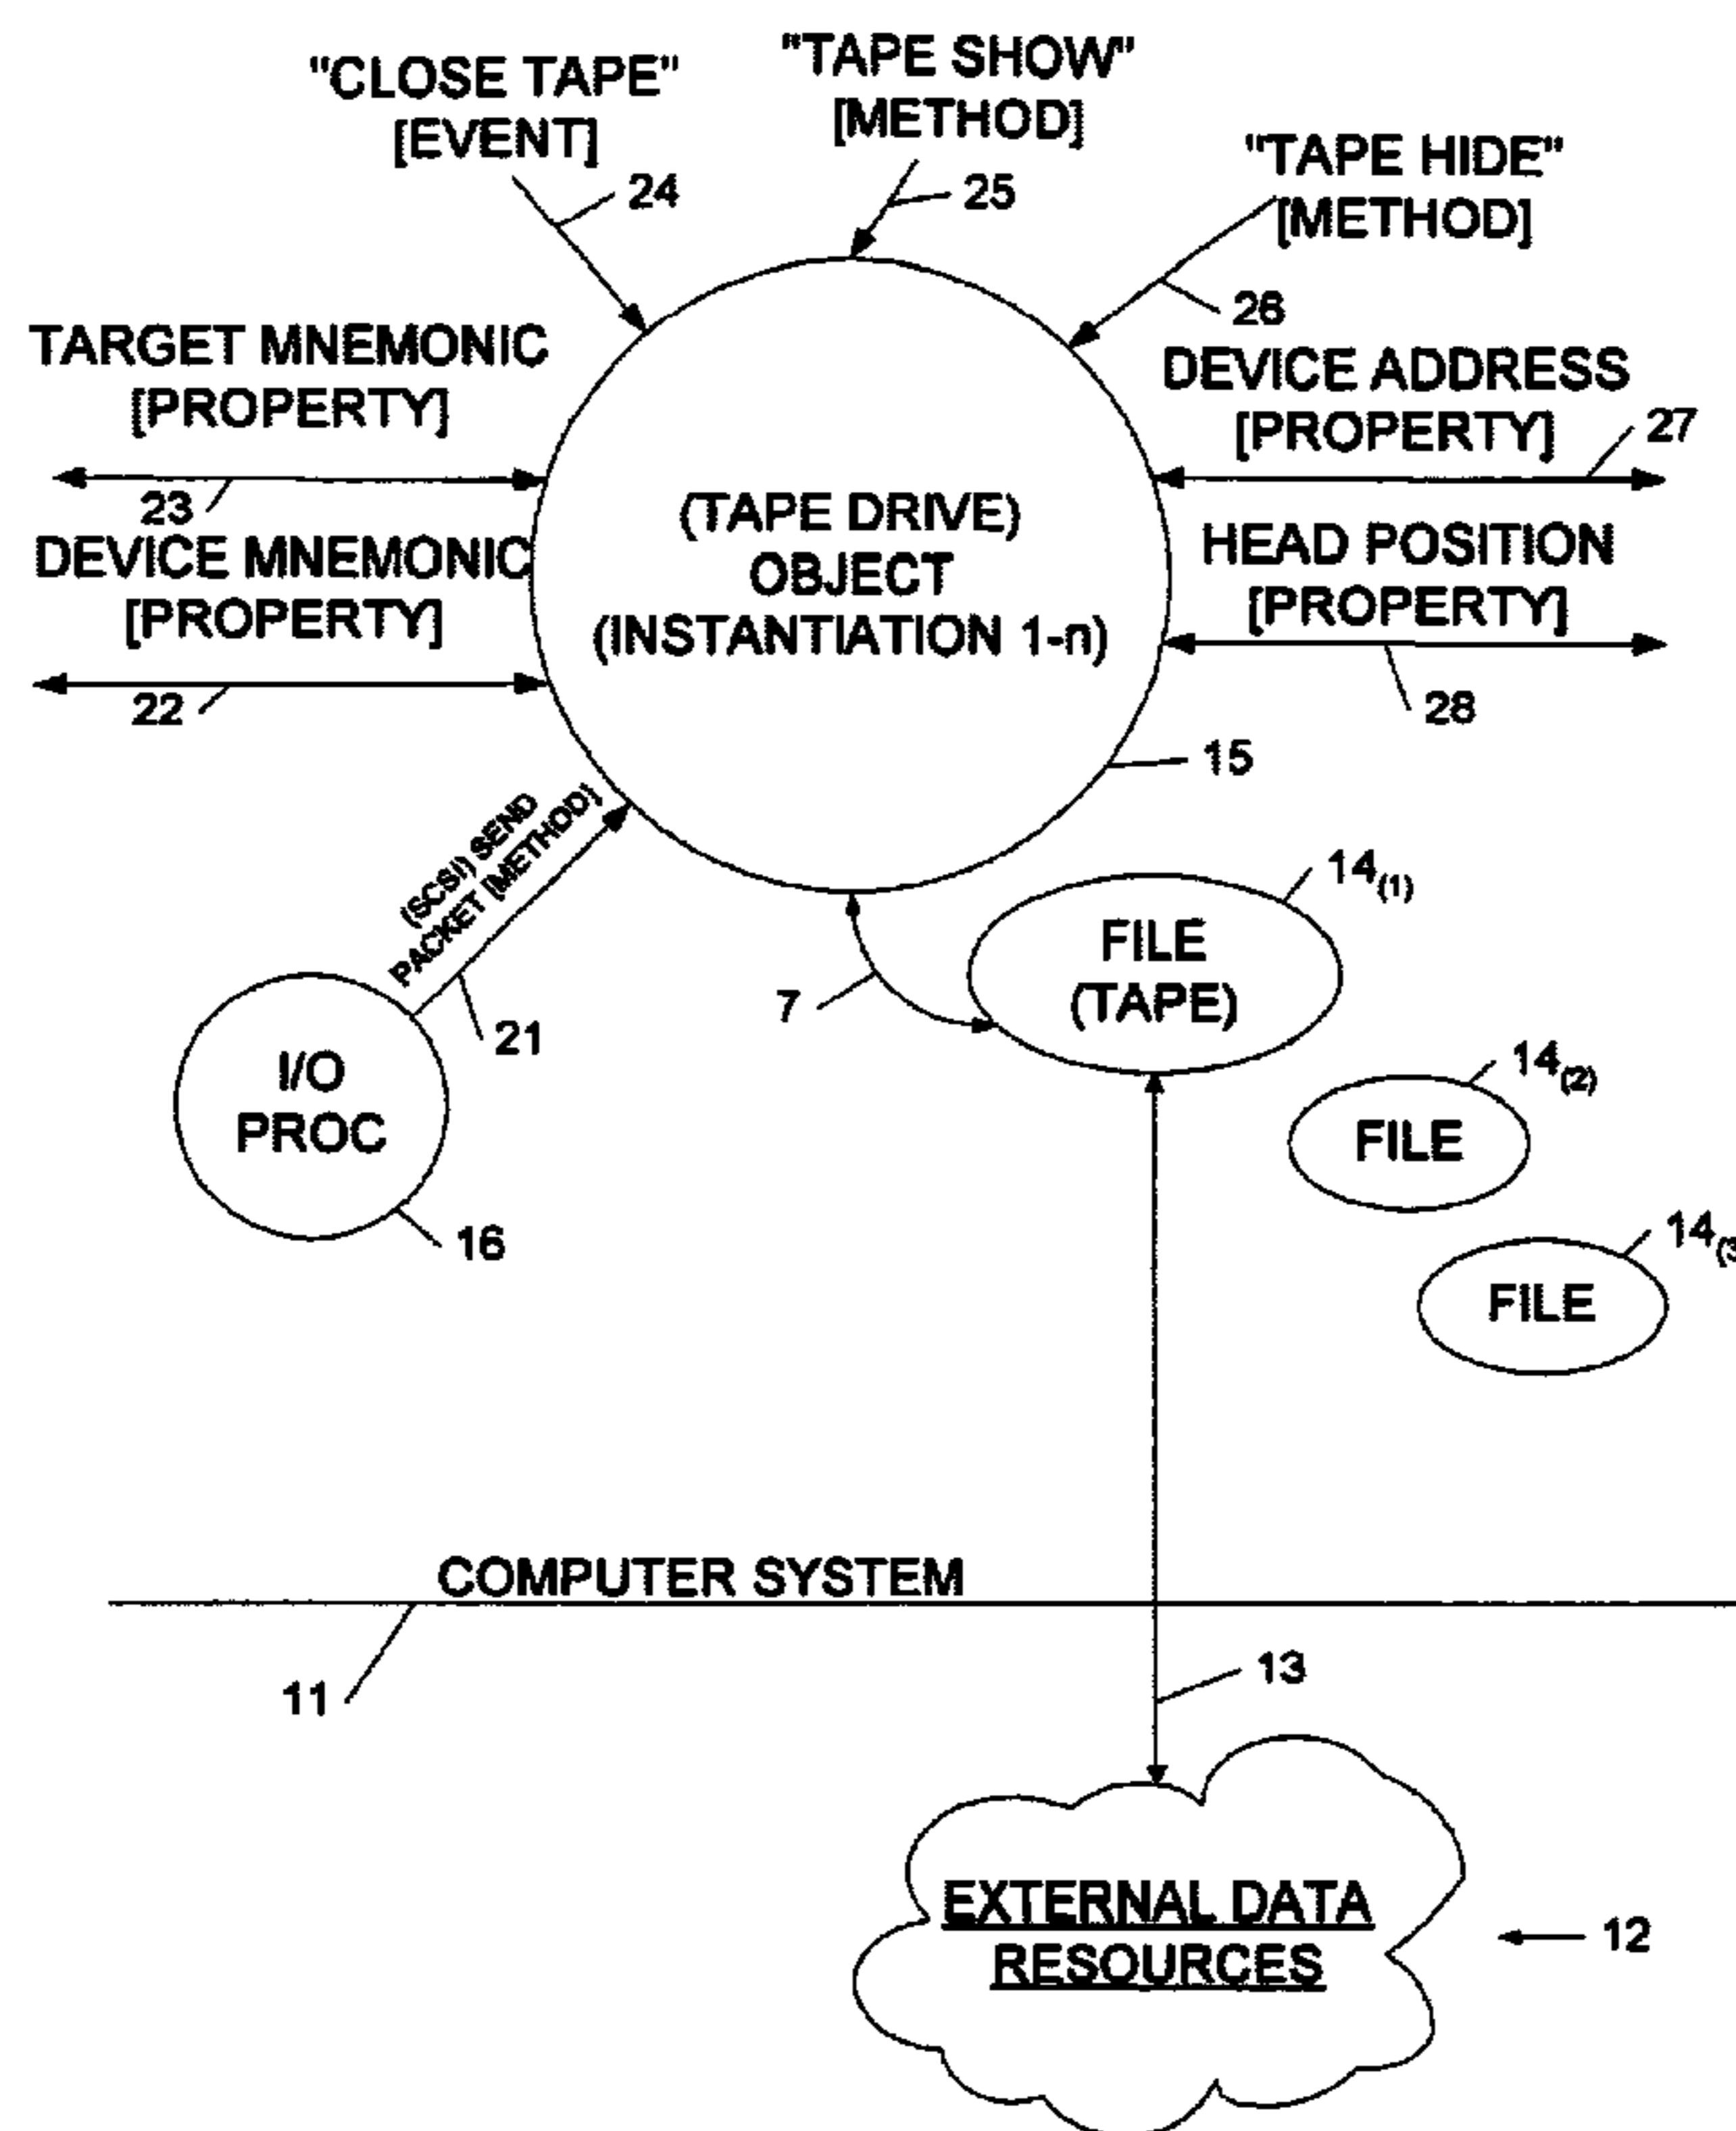 "CLOSE TAPE"
[EVENT]
24
"TAPE SHOW"
[METHOD]
25
"TAPE HIDE"
[METHOD]
26
TARGET MNEMONIC
[PROPERTY]
23
DEVICE MNEMONIC
[PROPERTY]
22
(TAPE DRIVE)
OBJECT
(INSTANTIATION 1-n)
DEVICE ADDRESS
[PROPERTY]
27
HEAD POSITION
[PROPERTY]
28
15
(SCSI) SEND
PACKET [METHOD]
21
I/O
PROC
16
7
FILE
(TAPE)
14(1)
FILE
14(2)
FILE
14(3
COMPUTER SYSTEM
11
13
EXTERNAL DATA
RESOURCES
12